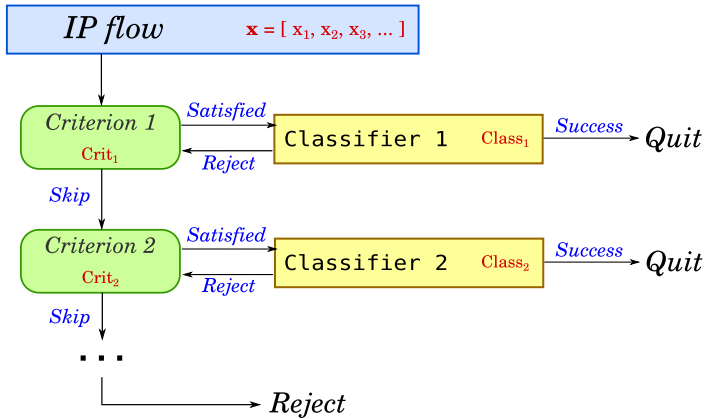 IP flow x = [ x₁, x₂, x₃, ... ]
Criterion 1
Crit₁
Satisfied
Reject
Classifier 1 Class₁
Success
Quit
Skip
Criterion 2
Crit₂
Satisfied
Reject
Classifier 2 Class₂
Success
Quit
Skip
...
Reject